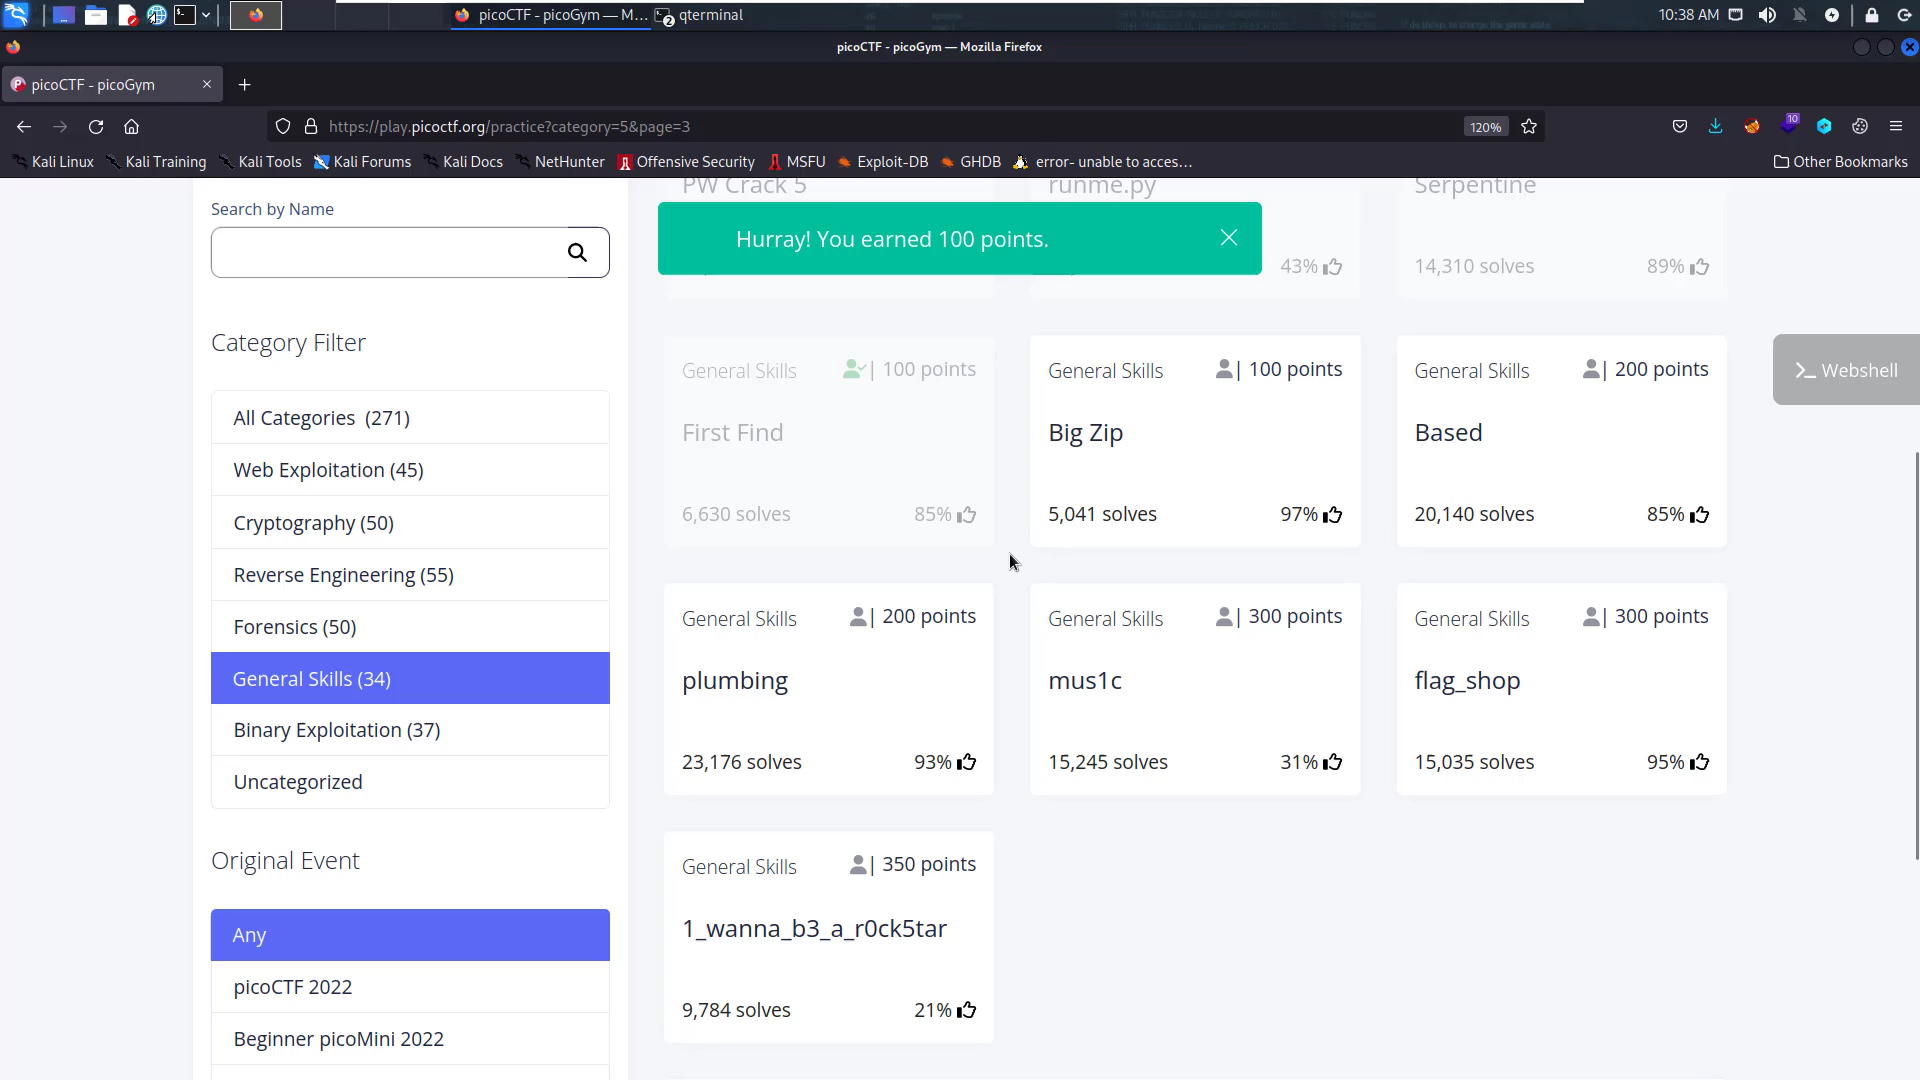 picoCTF - picoGym — M...
qterminal
10:38 AM
picoCTF - picoGym — Mozilla Firefox
picoCTF - picoGym
https://play.picoctf.org/practice?category=5&page=3
120%
10
Kali Linux
Kali Training
Kali Tools
Kali Forums
Kali Docs
NetHunter
Offensive Security
MSFU
Exploit-DB
GHDB
error- unable to acces...
Other Bookmarks
Search by Name
Category Filter
All Categories (271)
Web Exploitation (45)
Cryptography (50)
Reverse Engineering (55)
Forensics (50)
General Skills (34)
Binary Exploitation (37)
Uncategorized
Original Event
Any
picoCTF 2022
Beginner picoMini 2022
PW Crack 5
runme.py
43%
Serpentine
14,310 solves
89%
Hurray! You earned 100 points.
General Skills
| 100 points
First Find
6,630 solves
85%
General Skills
| 100 points
Big Zip
5,041 solves
97%
General Skills
| 200 points
Based
20,140 solves
85%
General Skills
| 200 points
plumbing
23,176 solves
93%
General Skills
| 300 points
mus1c
15,245 solves
31%
General Skills
| 300 points
flag_shop
15,035 solves
95%
General Skills
| 350 points
1_wanna_b3_a_r0ck5tar
9,784 solves
21%
Webshell